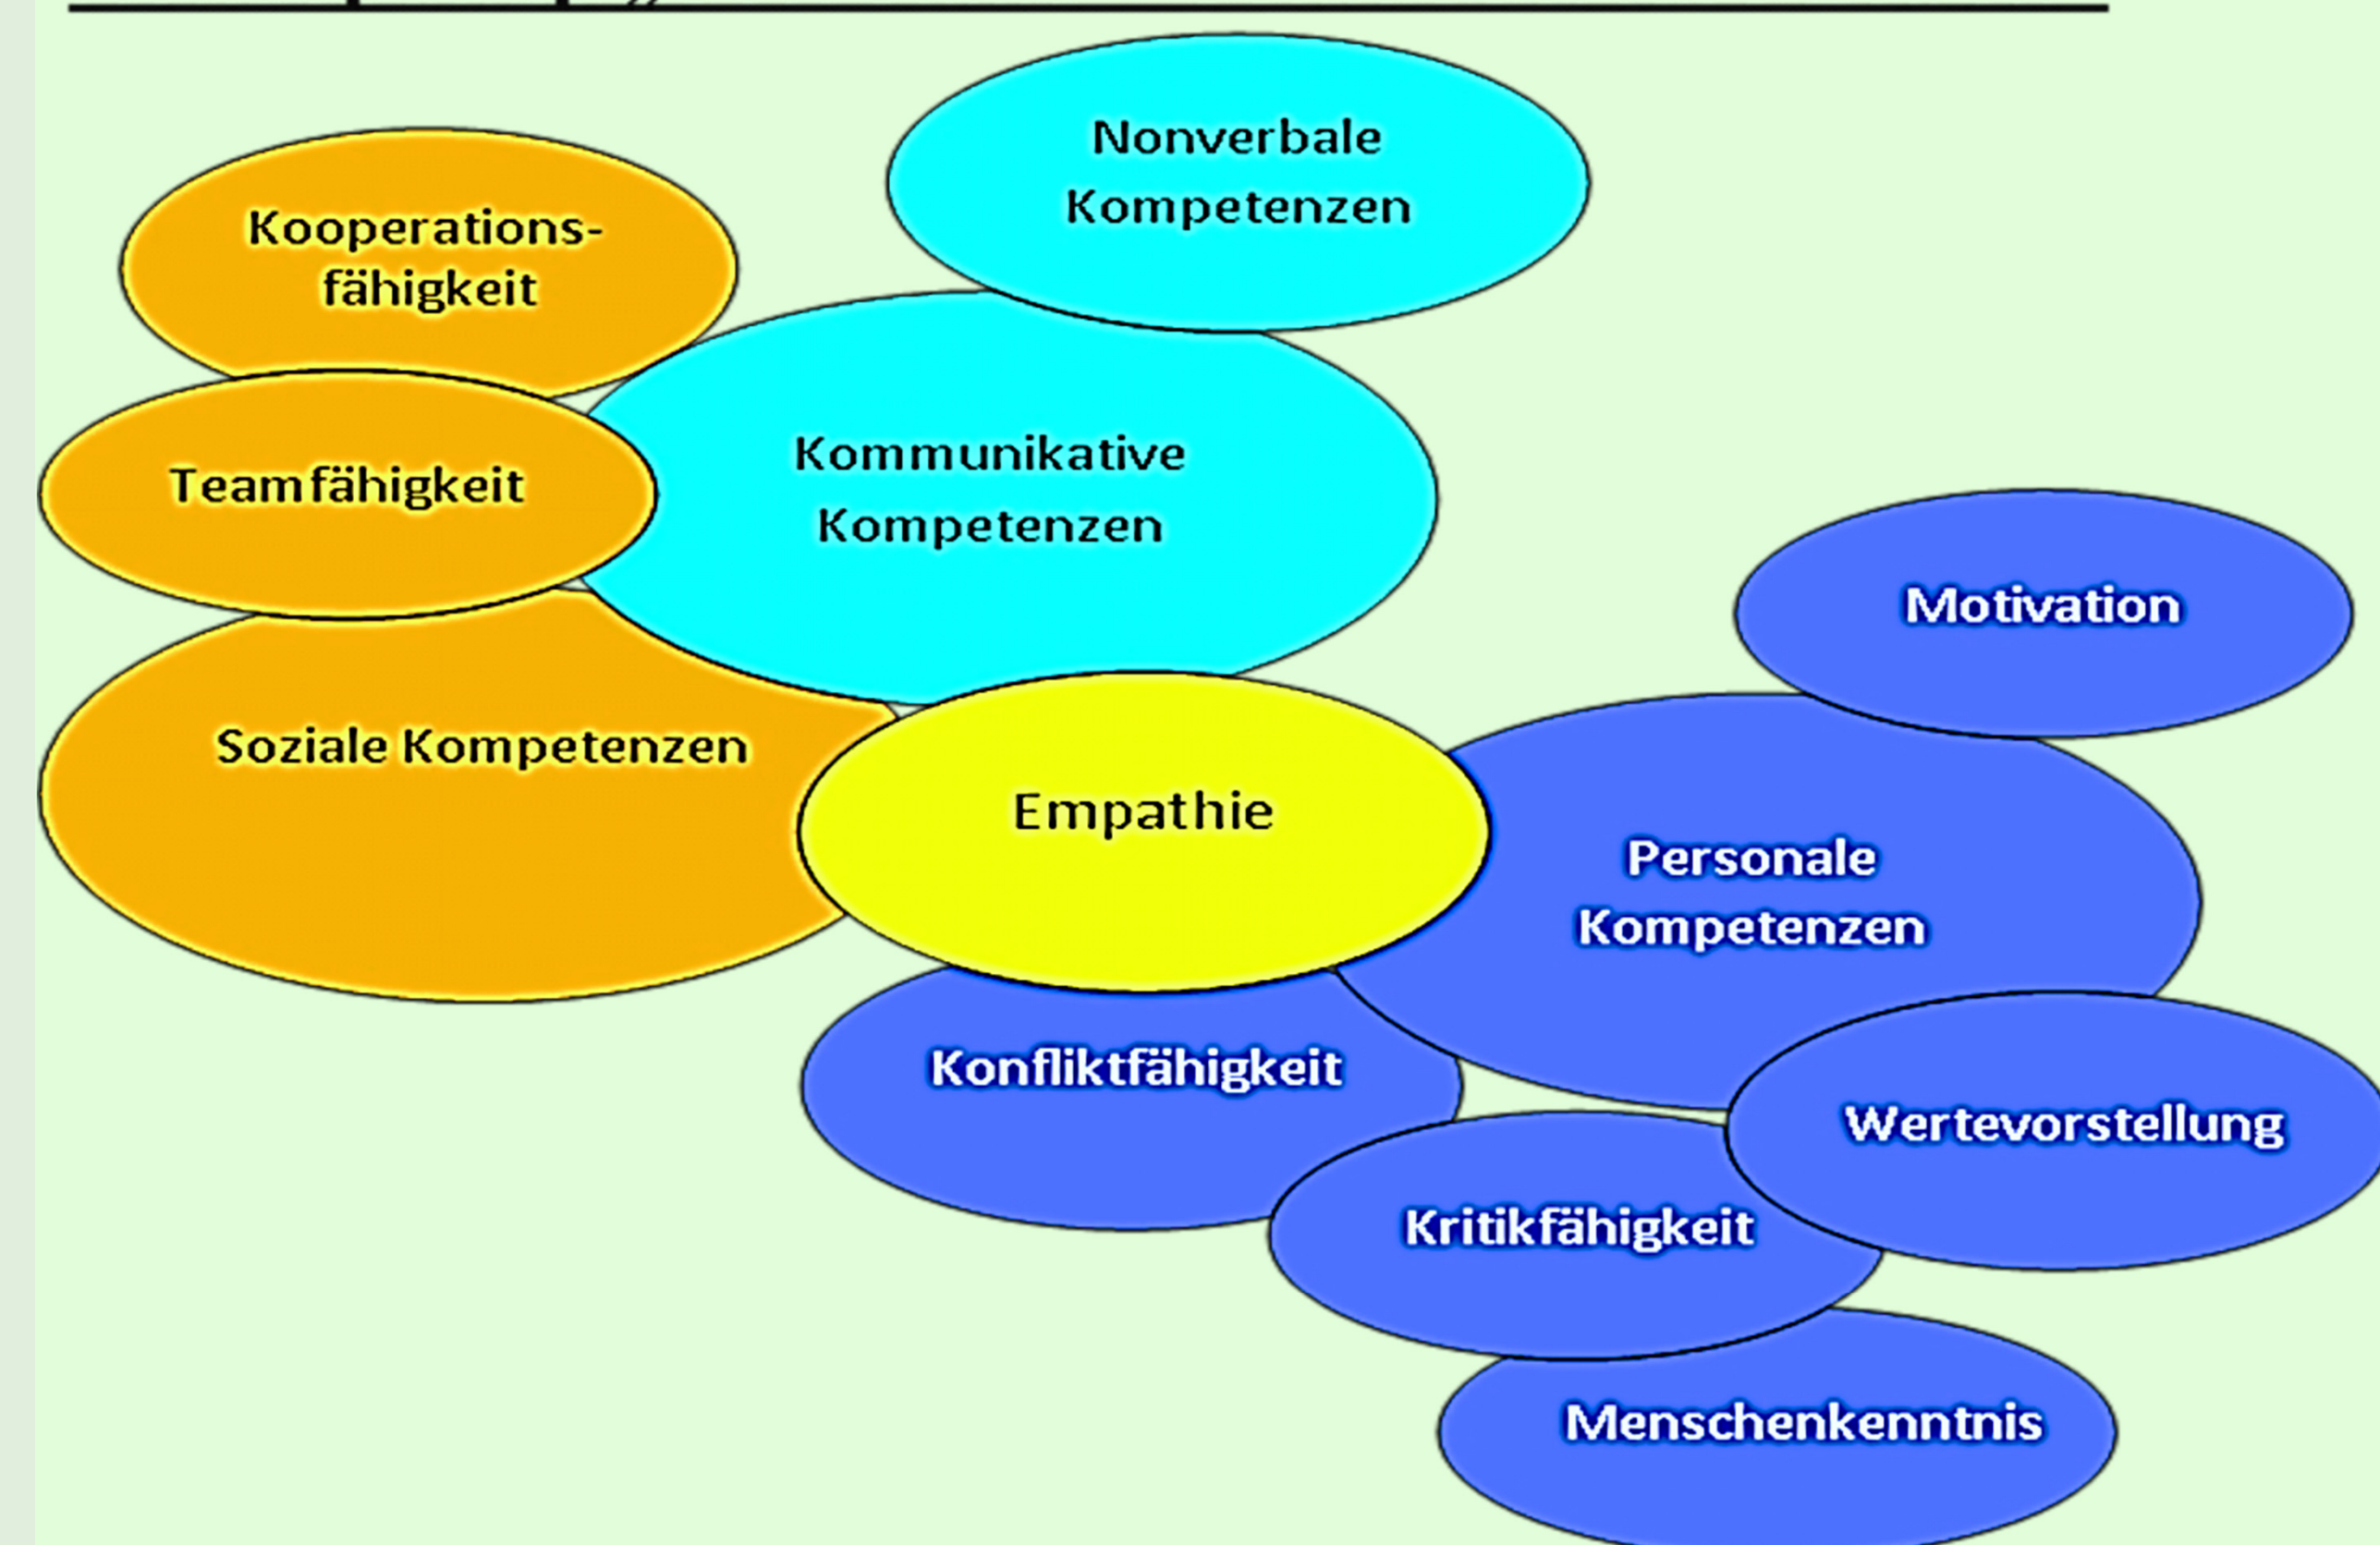 Nonverbale
Kompetenzen
Kooperations-
fähigkeit
Kommunikative
Kompetenzen
Teamfähigkeit
Motivation
Soziale Kompetenzen
Empathie
Personale
Kompetenzen
Konfliktfähigkeit
Wertevorstellung
Kritikfähigkeit
Menschenkenntnis